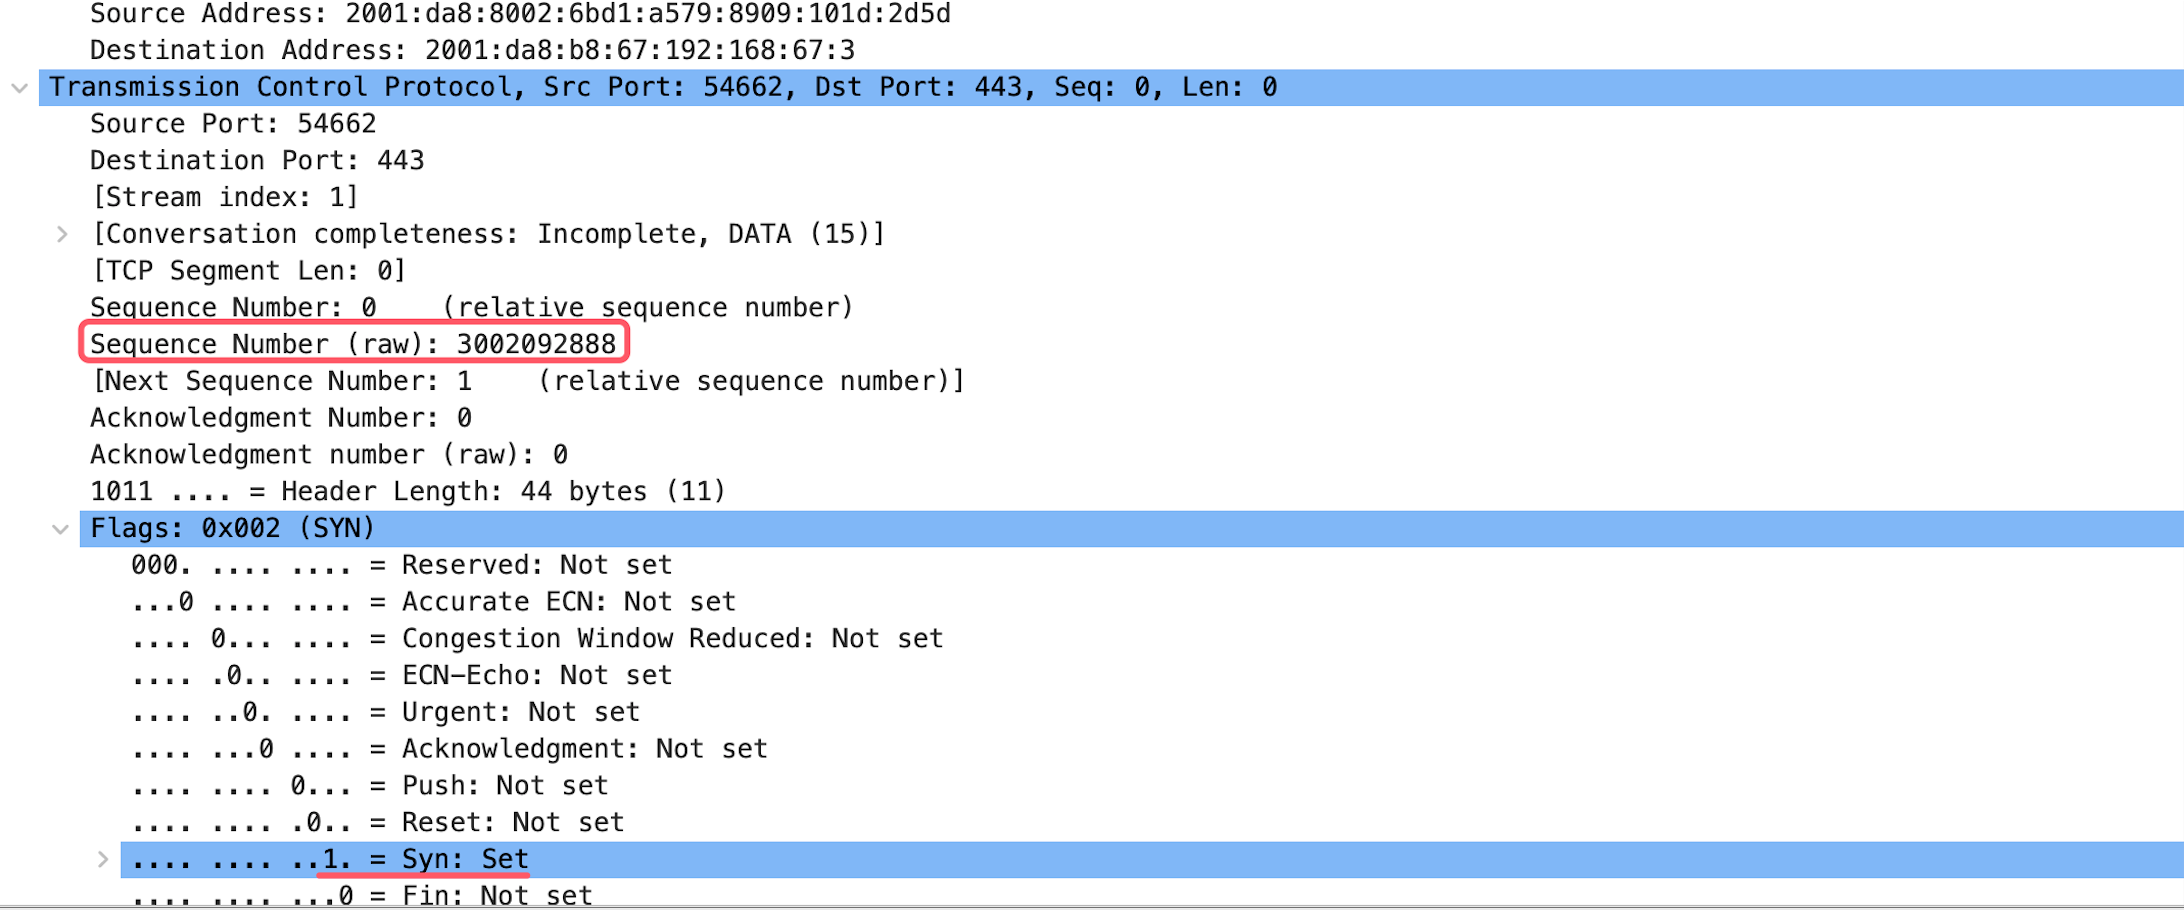 Source Address: 2001:da8:8002:6bd1:a579:8909:101d:2d5d
Destination Address: 2001:da8:b8:67:192:168:67:3
Transmission Control Protocol, Src Port: 54662, Dst Port: 443, Seq: 0, Len: 0
Source Port: 54662
Destination Port: 443
[Stream index: 1]
[Conversation completeness: Incomplete, DATA (15)]
[TCP Segment Len: 0]
Sequence Number: 0    (relative sequence number)
Sequence Number (raw): 3002092888
[Next Sequence Number: 1    (relative sequence number)]
Acknowledgment Number: 0
Acknowledgment number (raw): 0
1011 .... = Header Length: 44 bytes (11)
Flags: 0x002 (SYN)
000. .... .... = Reserved: Not set
...0 .... .... = Accurate ECN: Not set
.... 0... .... = Congestion Window Reduced: Not set
.... .0.. .... = ECN-Echo: Not set
.... ..0. .... = Urgent: Not set
.... ...0 .... = Acknowledgment: Not set
.... .... 0... = Push: Not set
.... .... .0.. = Reset: Not set
.... .... ..1. = Syn: Set
.... .... ...0 = Fin: Not set